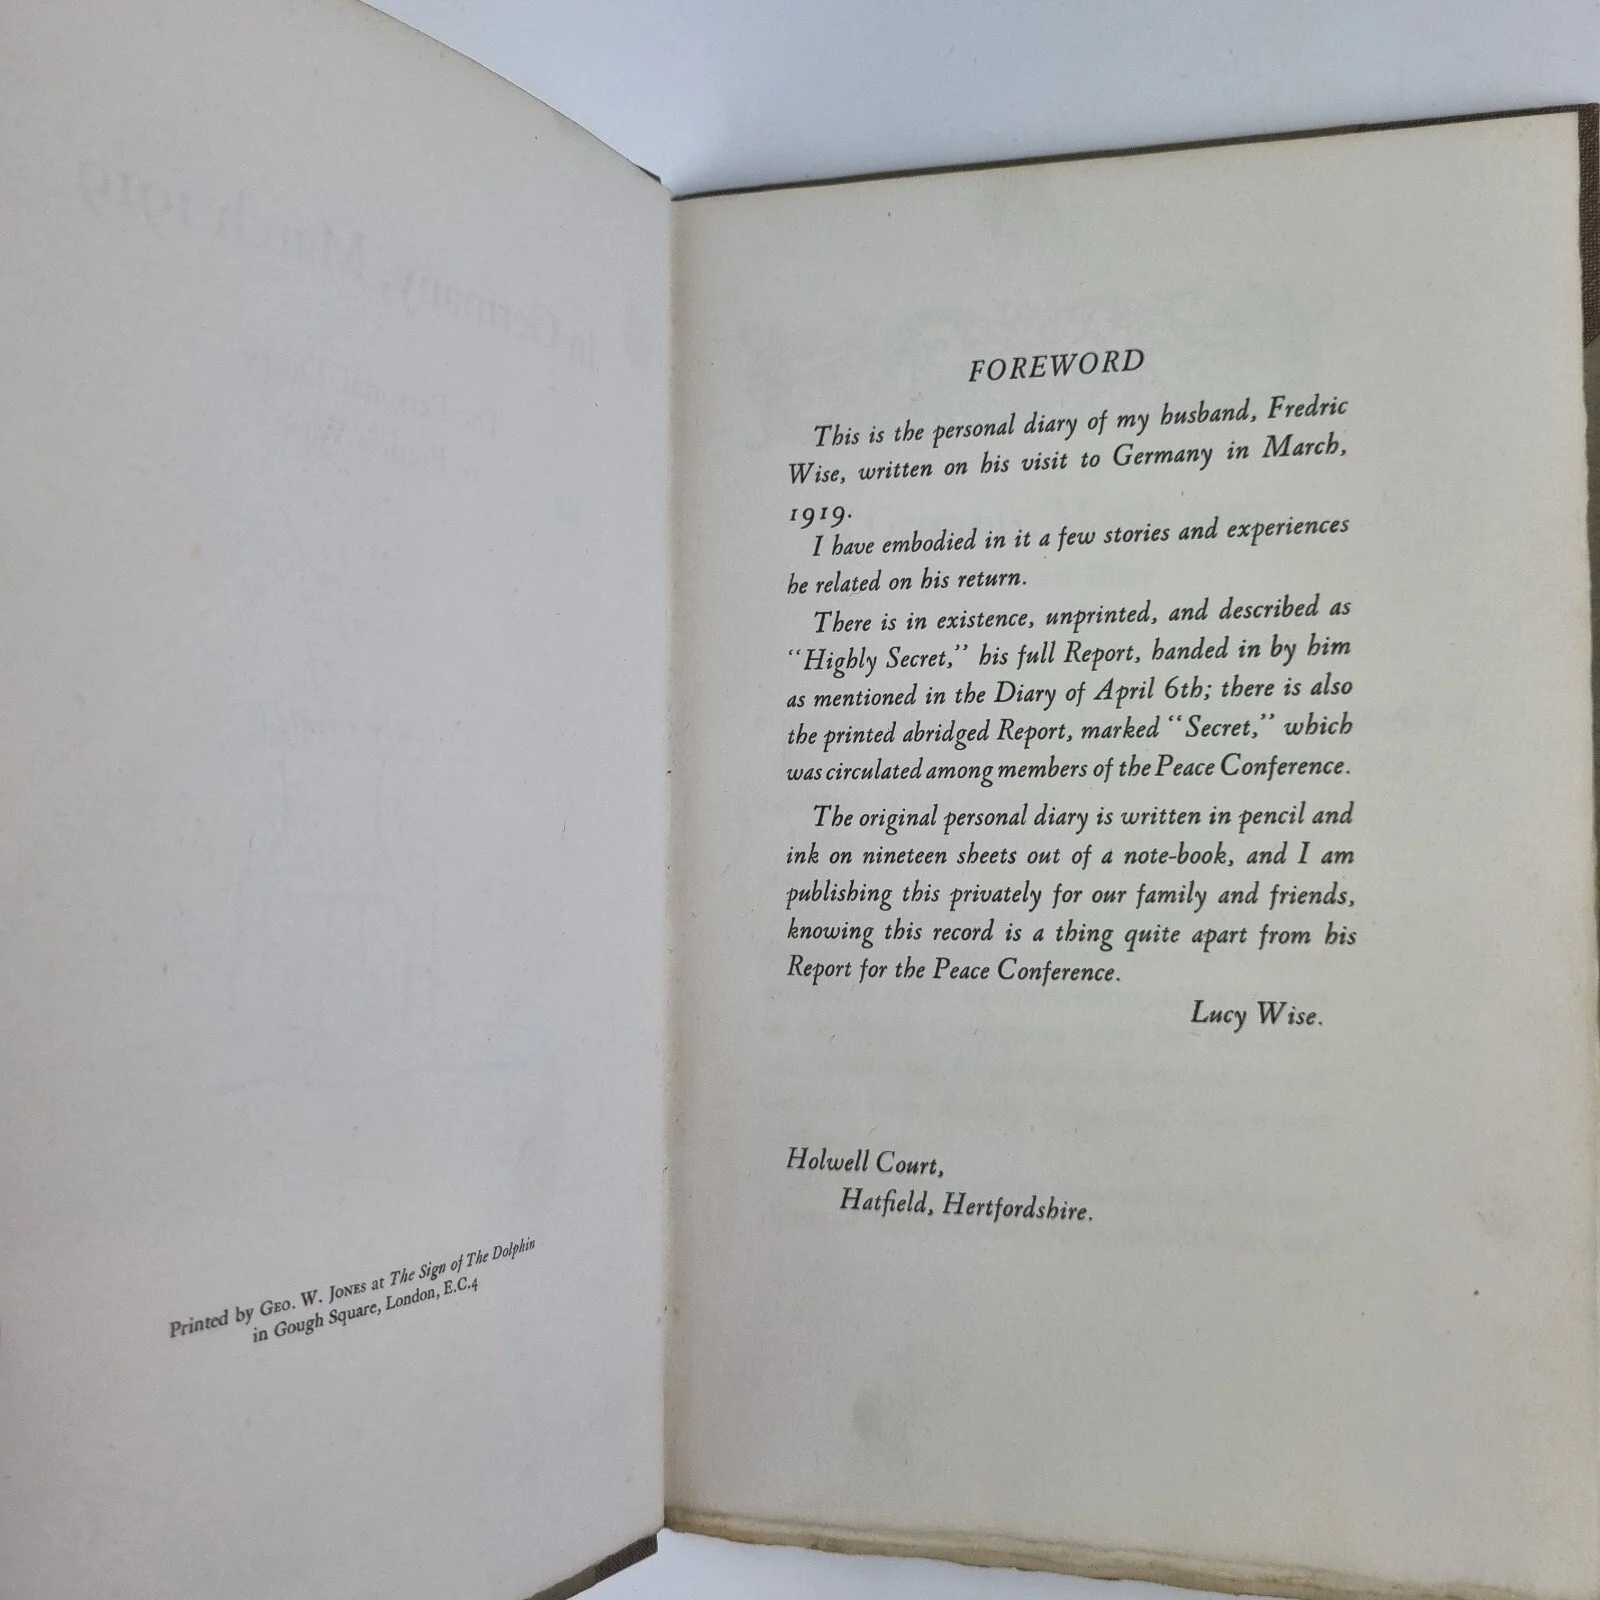 Printed by GEO. W. JONES at The Sign of The Dolphin
in Gough Square, London, E.C.4
FOREWORD
This is the personal diary of my husband, Fredric
Wise, written on his visit to Germany in March,
1919.
I have embodied in it a few stories and experiences
he related on his return.
There is in existence, unprinted, and described as
“Highly Secret,” his full Report, handed in by him
as mentioned in the Diary of April 6th; there is also
the printed abridged Report, marked “Secret,” which
was circulated among members of the Peace Conference.
The original personal diary is written in pencil and
ink on nineteen sheets out of a note-book, and I am
publishing this privately for our family and friends,
knowing this record is a thing quite apart from his
Report for the Peace Conference.
Lucy Wise.
Holwell Court,
Hatfield, Hertfordshire.